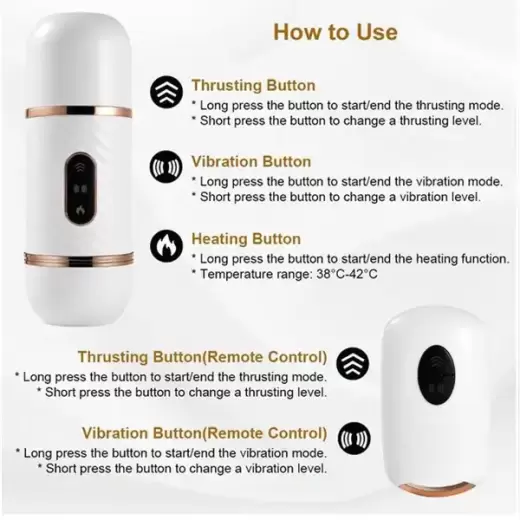 How to Use
Thrusting Button
* Long press the button to start/end the thrusting mode.
* Short press the button to change a thrusting level.
Vibration Button
* Long press the button to start/end the vibration mode.
* Short press the button to change a vibration level.
Heating Button
* Long press the button to start/end the heating function.
* Temperature range: 38°C-42°C
Thrusting Button(Remote Control)
* Long press the button to start/end the thrusting mode.
* Short press the button to change a thrusting level.
Vibration Button(Remote Control)
* Long press the button to start/end the vibration mode.
* Short press the button to change a vibration level.